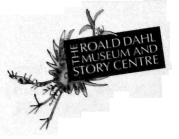 THE
ROALD DAHL
MUSEUM AND
STORY CENTRE